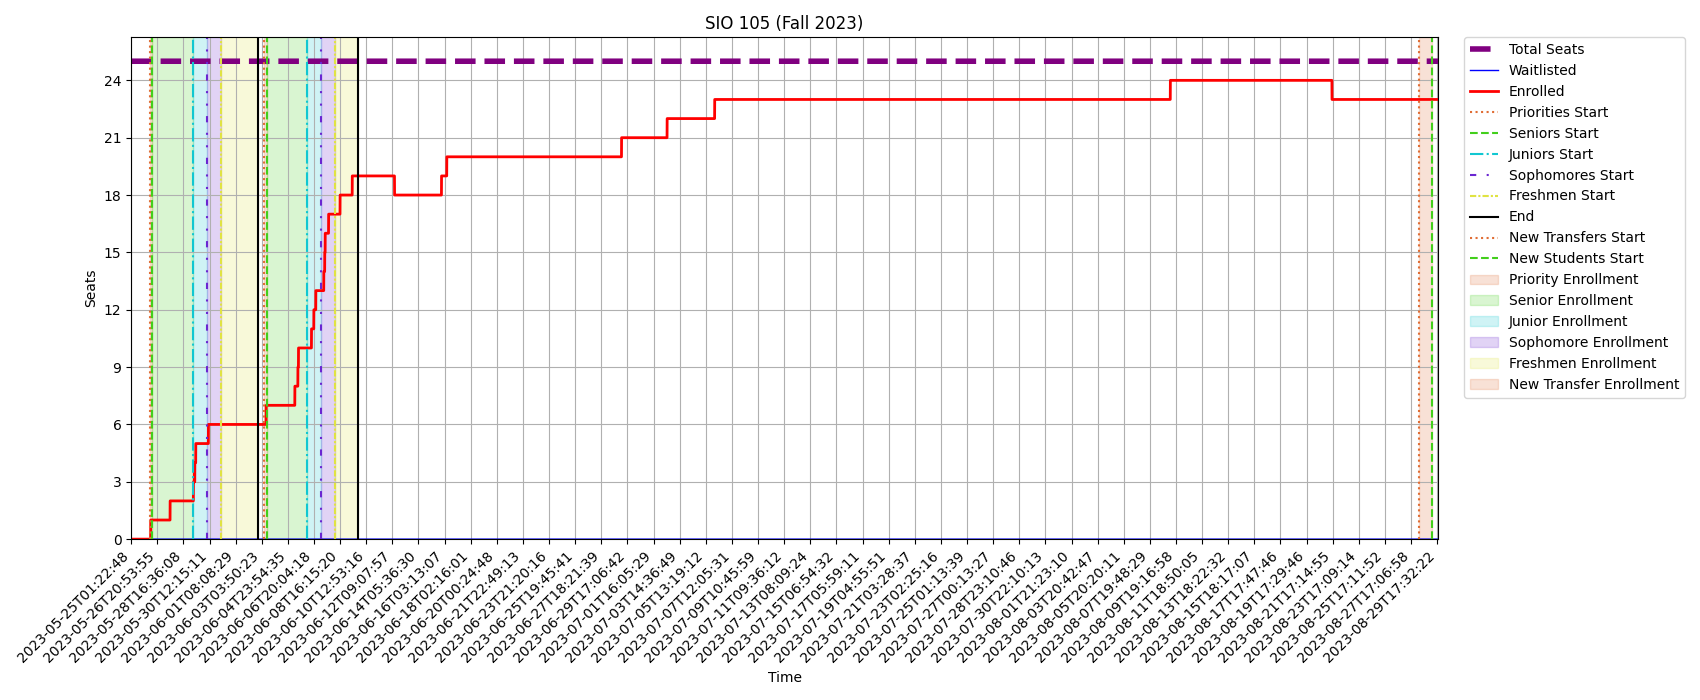 SIO 105 (Fall 2023)
Seats
24
21
18
15
12
9
6
3
0
2023-05-25T01:22:48
2023-05-26T20:53:55
2023-05-28T16:36:08
2023-05-30T12:15:11
2023-06-01T08:08:29
2023-06-03T03:50:23
2023-06-04T23:54:35
2023-06-06T20:04:18
2023-06-08T16:15:20
2023-06-10T12:53:16
2023-06-12T09:07:57
2023-06-14T05:36:30
2023-06-16T03:13:07
2023-06-18T02:16:01
2023-06-20T00:24:48
2023-06-21T22:49:13
2023-06-23T21:20:16
2023-06-25T19:45:41
2023-06-27T18:21:39
2023-06-29T17:06:42
2023-07-01T16:05:29
2023-07-03T14:36:49
2023-07-05T13:19:12
2023-07-07T12:05:31
2023-07-09T10:45:59
2023-07-11T09:36:12
2023-07-13T08:09:24
2023-07-15T06:54:32
2023-07-17T05:59:11
2023-07-19T04:55:51
2023-07-21T03:28:37
2023-07-23T02:25:16
2023-07-25T01:13:39
2023-07-27T00:13:27
2023-07-28T23:10:46
2023-07-30T22:10:13
2023-08-01T21:23:10
2023-08-03T20:42:47
2023-08-05T20:20:11
2023-08-07T19:48:29
2023-08-09T19:16:58
2023-08-11T18:50:05
2023-08-13T18:22:32
2023-08-15T18:17:07
2023-08-17T17:47:46
2023-08-19T17:29:46
2023-08-21T17:14:55
2023-08-23T17:09:14
2023-08-25T17:11:52
2023-08-27T17:06:58
2023-08-29T17:32:22
Time
Total Seats
Waitlisted
Enrolled
Priorities Start
Seniors Start
Juniors Start
Sophomores Start
Freshmen Start
End
New Transfers Start
New Students Start
Priority Enrollment
Senior Enrollment
Junior Enrollment
Sophomore Enrollment
Freshmen Enrollment
New Transfer Enrollment